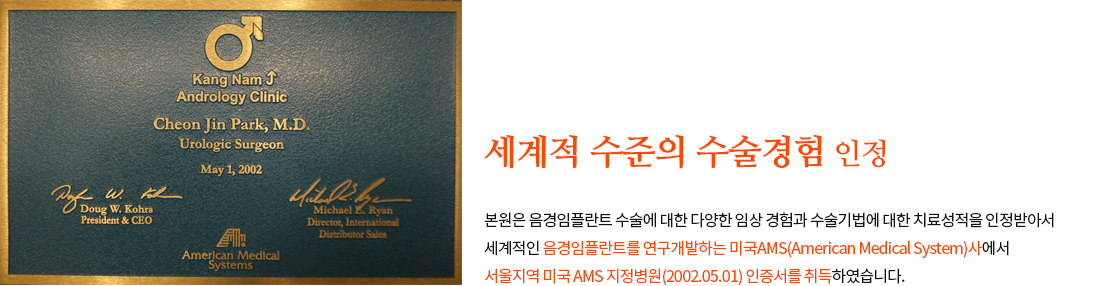 Kang Nam
Andrology Clinic
Cheon Jin Park, M.D.
Urologic Surgeon
May 1, 2002
Doug W. Kohrs
President & CEO
Michael E. Ryan
Director, International
Distributor Sales
American Medical
Systems
세계적 수준의 수술경험 인정
본원은 음경임플란트 수술에 대한 다양한 임상 경험과 수술기법에 대한 치료성적을 인정받아서
세계적인 음경임플란트를 연구개발하는 미국AMS(American Medical System)사에서
서울지역 미국 AMS 지정병원(2002.05.01) 인증서를 취득하였습니다.